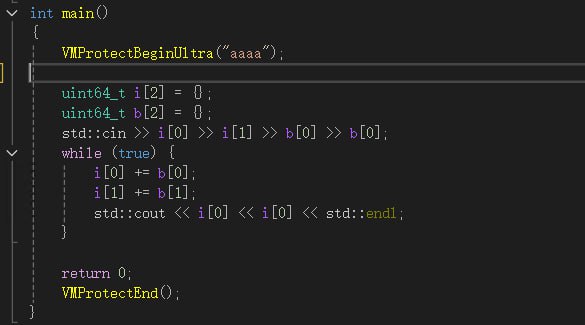 int main()
{
VMProtectBeginUltra("aaaa");
uint64_t i[2] = {};
uint64_t b[2] = {};
std::cin >> i[0] >> i[1] >> b[0] >> b[0];
while (true) {
i[0] += b[0];
i[1] += b[1];
std::cout << i[0] << i[0] << std::endl;
}
return 0;
VMProtectEnd();
}